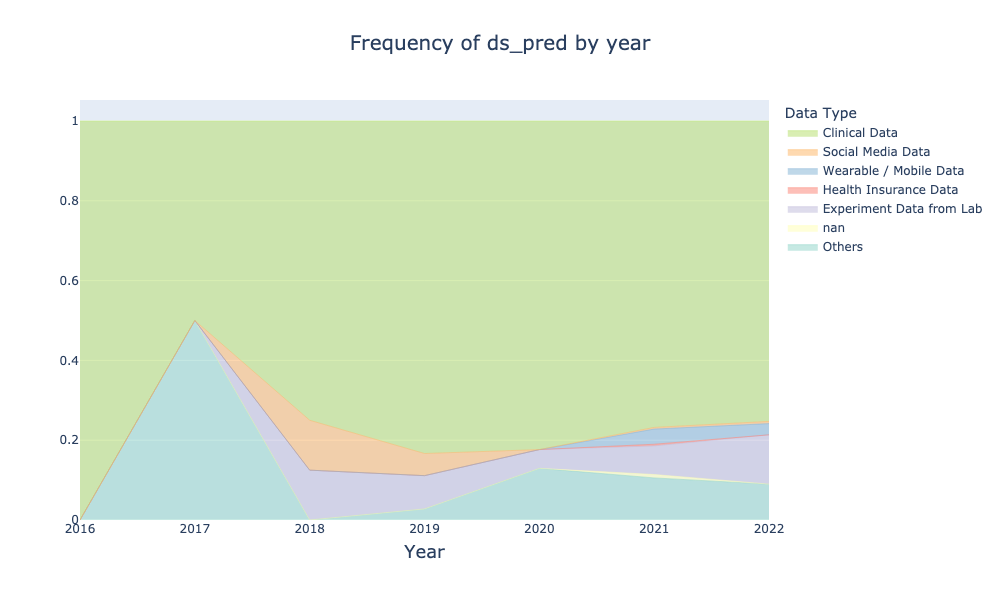 Frequency of ds_pred by year
Data Type
Clinical Data
Social Media Data
Wearable / Mobile Data
Health Insurance Data
Experiment Data from Lab
nan
Others
1
0.8
0.6
0.4
0.2
0
2016 2017 2018 2019 2020 2021 2022
Year